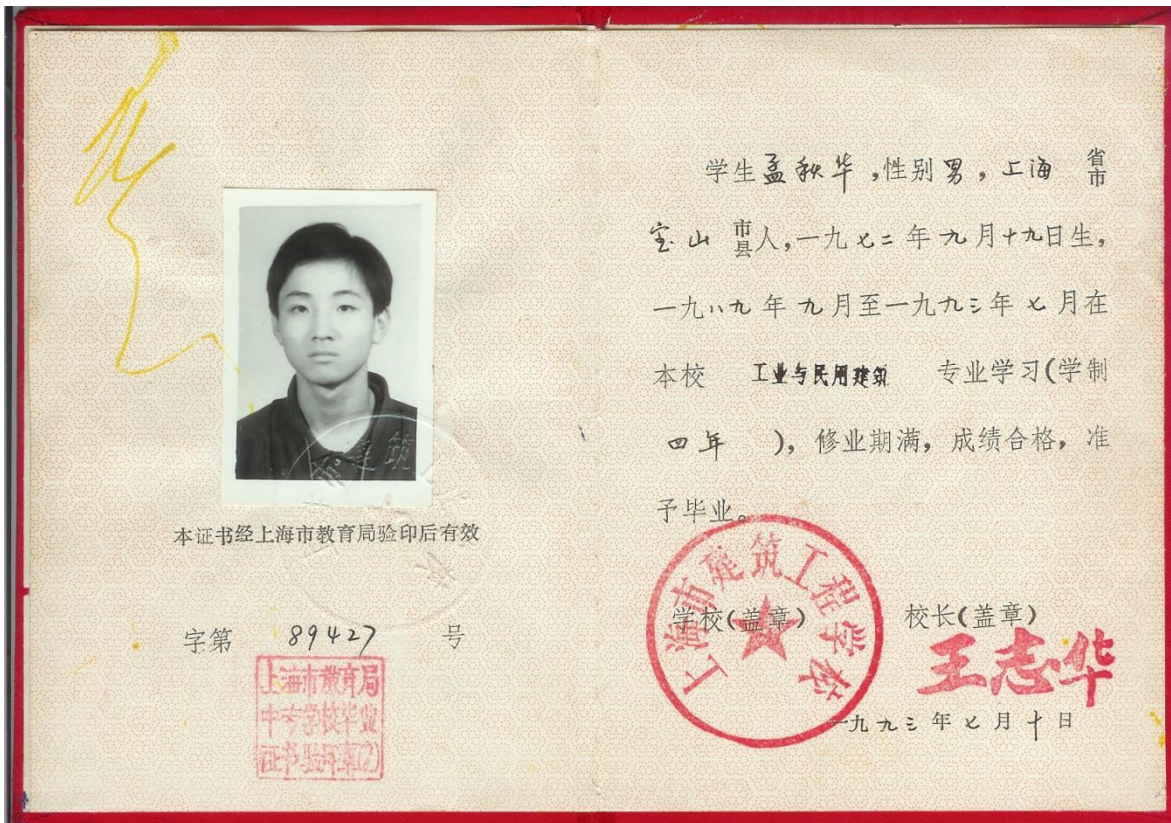 本证书经上海市教育局验印后有效
字第 89427 号
上海市教育局
中专学校毕业
证书验印章(2)
学生孟秋华,性别男,上海 省市
宝山 市县人,一九七二年九月十九日生,
一九八九年九月至一九九三年七月在
本校 工业与民用建筑 专业学习(学制
四年 ),修业期满,成绩合格,准
予毕业。
上海市建筑工程学校
学校(盖章) 校长(盖章)
王志华
一九九三年七月十日